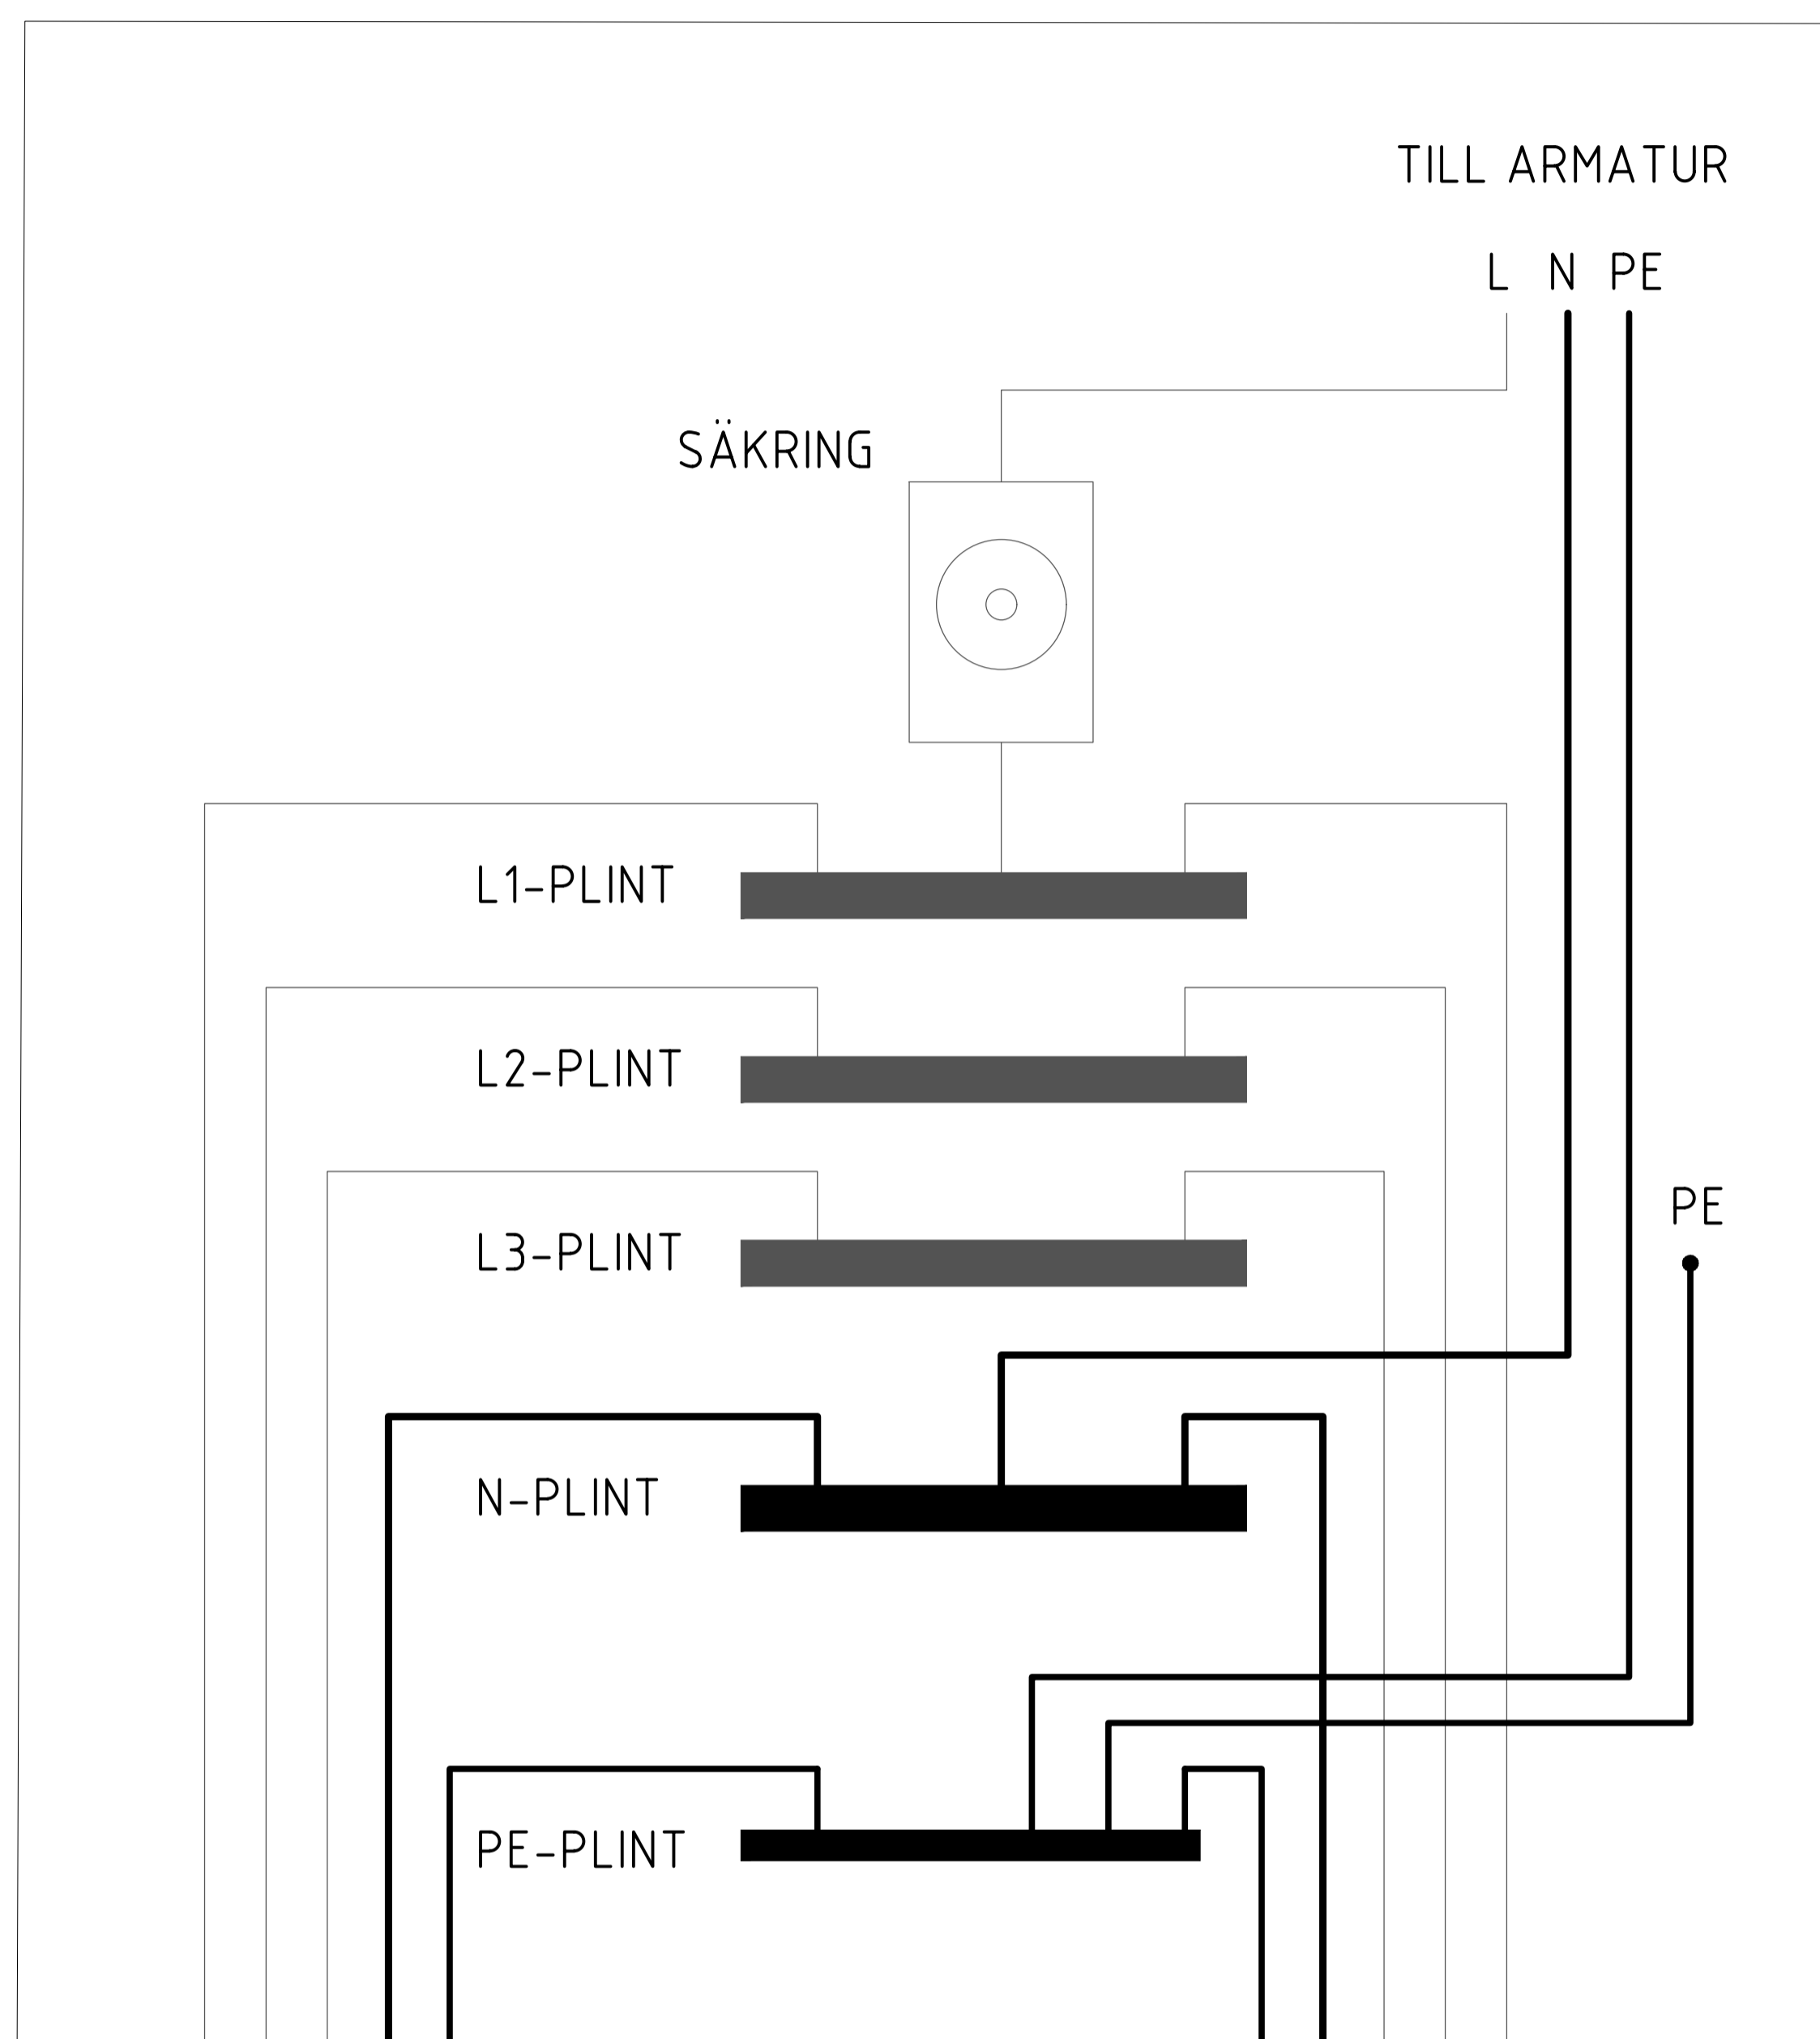 TILL ARMATUR
L N PE
SÄKRING
L1-PLINT
L2-PLINT
PE
L3-PLINT
N-PLINT
PE-PLINT